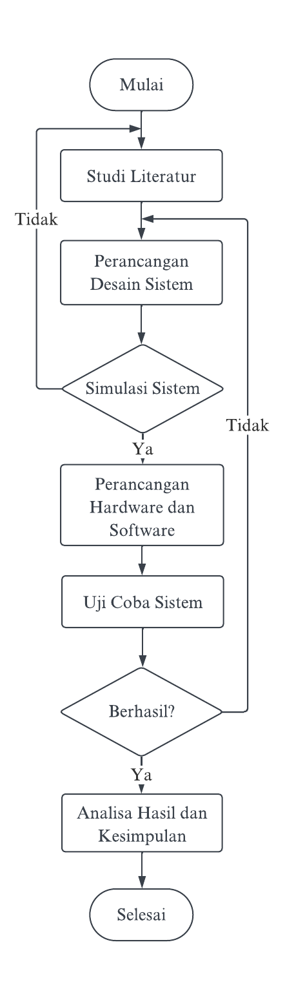 Mulai
Studi Literatur
Tidak
Perancangan
Desain Sistem
Simulasi Sistem
Tidak
Ya
Perancangan
Hardware dan
Software
Uji Coba Sistem
Berhasil?
Ya
Analisa Hasil dan
Kesimpulan
Selesai